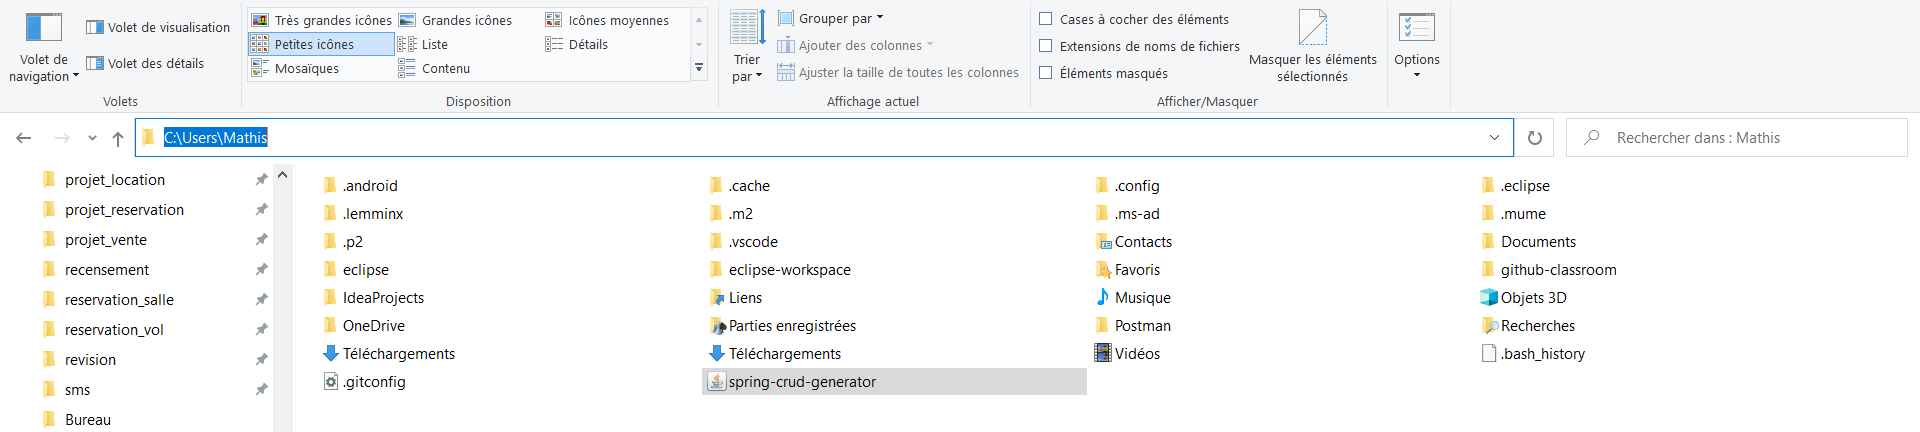 Volet de navigation
Volet de visualisation
Volet des détails
Volets
Très grandes icônes
Grandes icônes
Icônes moyennes
Petites icônes
Liste
Détails
Mosaïques
Contenu
Disposition
Trier par
Grouper par
Ajouter des colonnes
Ajuster la taille de toutes les colonnes
Affichage actuel
Cases à cocher des éléments
Extensions de noms de fichiers
Éléments masqués
Masquer les éléments sélectionnés
Afficher/Masquer
Options
C:\Users\Mathis
Rechercher dans : Mathis
projet_location
projet_reservation
projet_vente
recensement
reservation_salle
reservation_vol
revision
sms
Bureau
.android
.cache
.config
.eclipse
.lemminx
.m2
.ms-ad
.mume
.p2
.vscode
Contacts
Documents
eclipse
eclipse-workspace
Favoris
github-classroom
IdeaProjects
Liens
Musique
Objets 3D
OneDrive
Parties enregistrées
Postman
Recherches
Téléchargements
Téléchargements
Vidéos
.bash_history
.gitconfig
spring-crud-generator